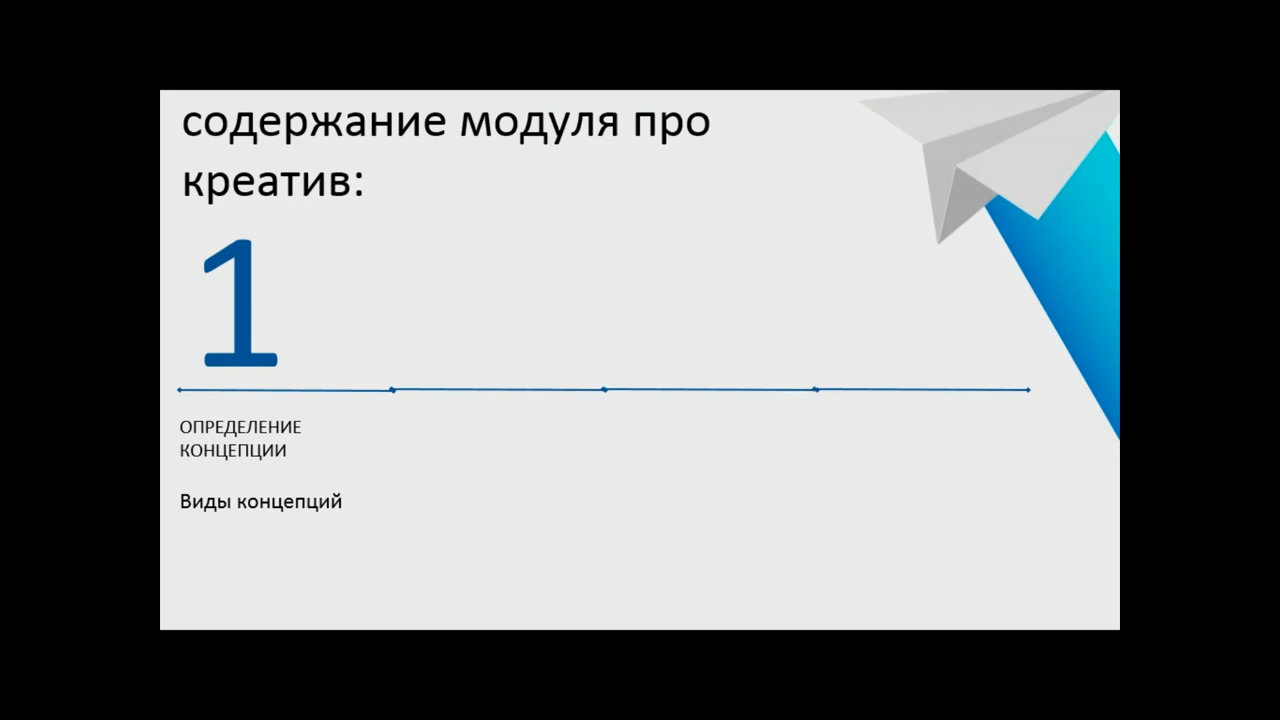 содержание модуля про
креатив:
1
ОПРЕДЕЛЕНИЕ
КОНЦЕПЦИИ
Виды концепций